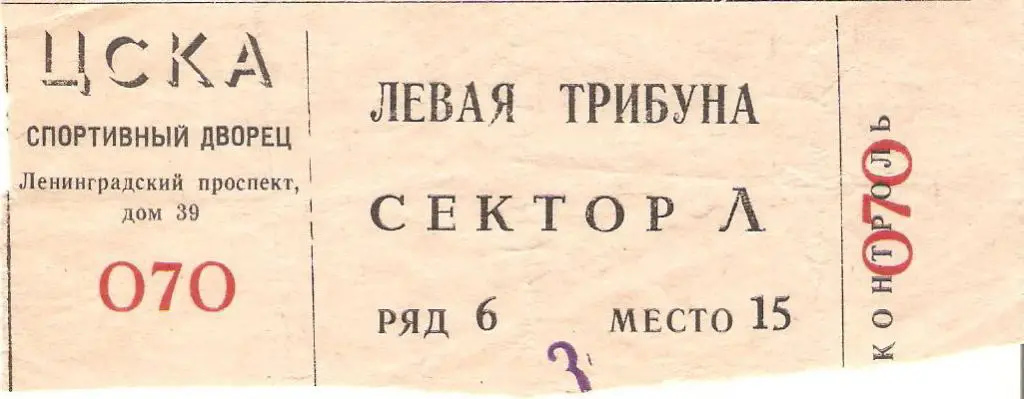 ЦСКА
СПОРТИВНЫЙ ДВОРЕЦ
Ленинградский проспект,
дом 39
070
ЛЕВАЯ ТРИБУНА
СЕКТОР Л
РЯД 6 МЕСТО 15
3
КОНТРОЛЬ
070